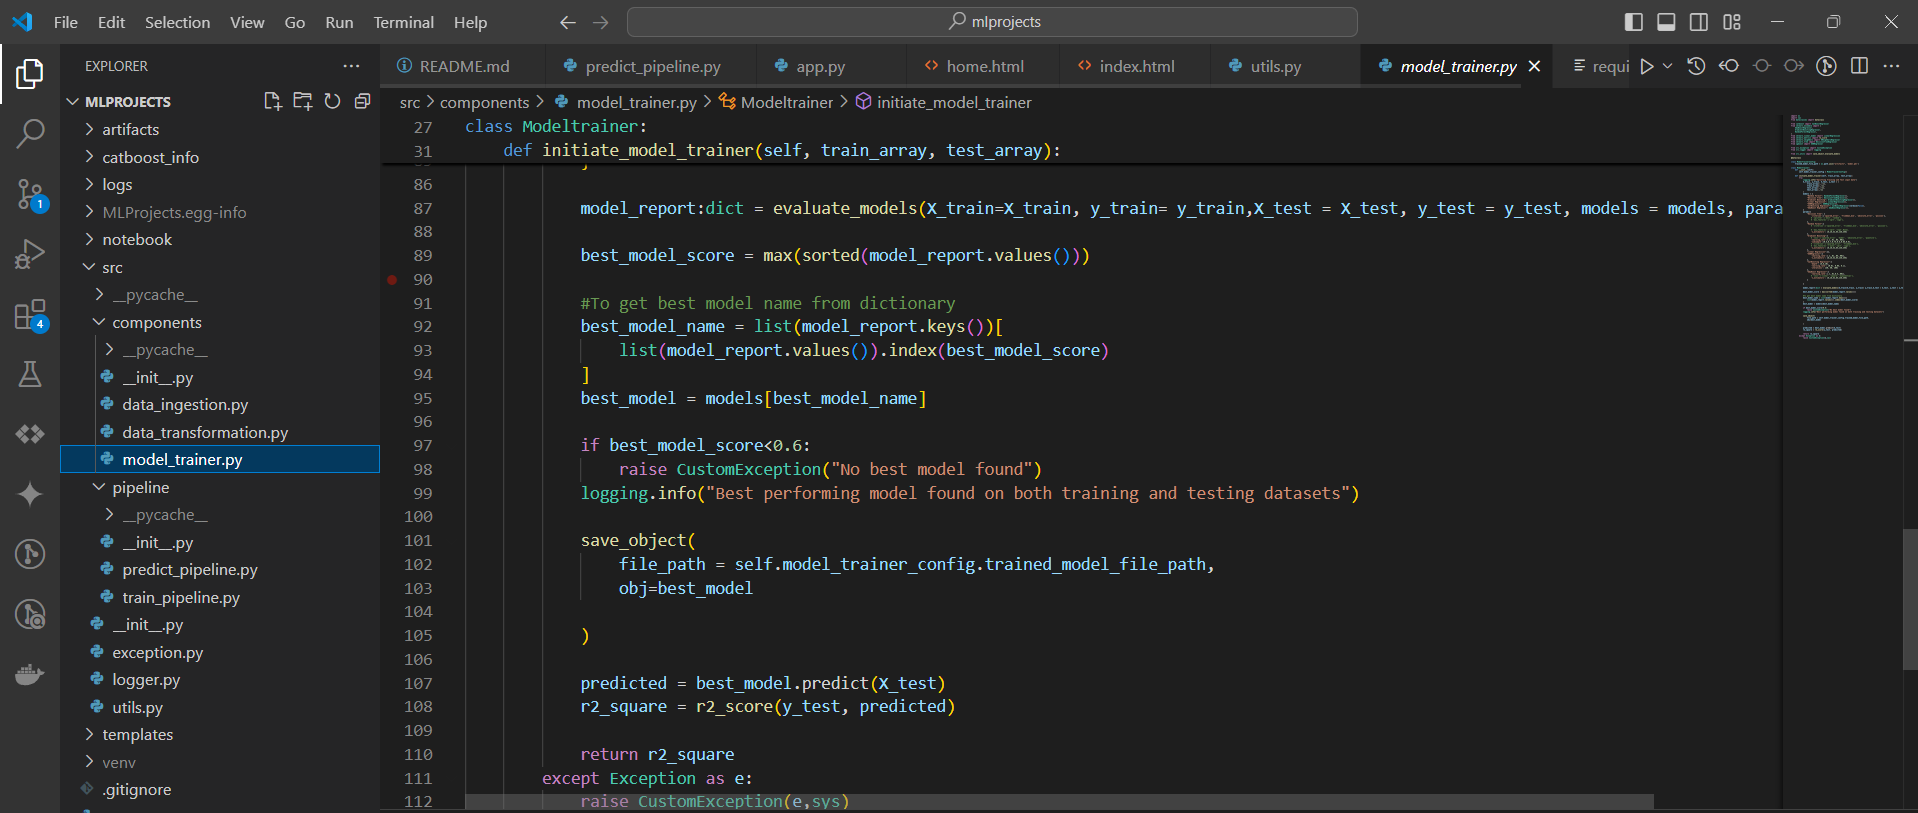 File Edit Selection View Go Run Terminal Help
mlprojects
EXPLORER
README.md
predict_pipeline.py
app.py
home.html
index.html
utils.py
model_trainer.py
requi
MLPROJECTS
artifacts
catboost_info
logs
MLProjects.egg-info
notebook
src
__pycache__
components
__pycache__
__init__.py
data_ingestion.py
data_transformation.py
model_trainer.py
pipeline
__pycache__
__init__.py
predict_pipeline.py
train_pipeline.py
__init__.py
exception.py
logger.py
utils.py
templates
venv
.gitignore
1
4
src > components > model_trainer.py > Modeltrainer > initiate_model_trainer
27 class Modeltrainer:
31 def initiate_model_trainer(self, train_array, test_array):
86
87 model_report:dict = evaluate_models(X_train=X_train, y_train= y_train,X_test = X_test, y_test = y_test, models = models, para
88
89 best_model_score = max(sorted(model_report.values()))
90
91 #To get best model name from dictionary
92 best_model_name = list(model_report.keys())[
93 list(model_report.values()).index(best_model_score)
94 ]
95 best_model = models[best_model_name]
96
97 if best_model_score<0.6:
98 raise CustomException("No best model found")
99 logging.info("Best performing model found on both training and testing datasets")
100
101 save_object(
102 file_path = self.model_trainer_config.trained_model_file_path,
103 obj=best_model
104
105 )
106
107 predicted = best_model.predict(X_test)
108 r2_square = r2_score(y_test, predicted)
109
110 return r2_square
111 except Exception as e:
112 raise CustomException(e,sys)